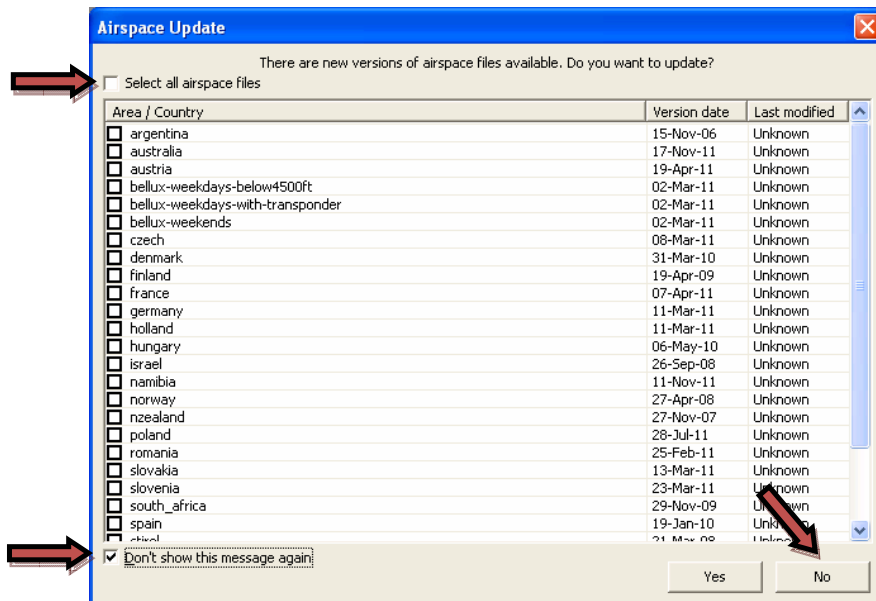 Airspace Update
There are new versions of airspace files available. Do you want to update?
Select all airspace files
Area / Country Version date Last modified
argentina 15-Nov-06 Unknown
australia 17-Nov-11 Unknown
austria 19-Apr-11 Unknown
bellux-weekdays-below4500ft 02-Mar-11 Unknown
bellux-weekdays-with-transponder 02-Mar-11 Unknown
bellux-weekends 02-Mar-11 Unknown
czech 08-Mar-11 Unknown
denmark 31-Mar-10 Unknown
finland 19-Apr-09 Unknown
france 07-Apr-11 Unknown
germany 11-Mar-11 Unknown
holland 11-Mar-11 Unknown
hungary 06-May-10 Unknown
israel 26-Sep-08 Unknown
namibia 11-Nov-11 Unknown
norway 27-Apr-08 Unknown
nzealand 27-Nov-07 Unknown
poland 28-Jul-11 Unknown
romania 25-Feb-11 Unknown
slovakia 13-Mar-11 Unknown
slovenia 23-Mar-11 Unknown
south_africa 29-Nov-09 Unknown
spain 19-Jan-10 Unknown
Don't show this message again
Yes No